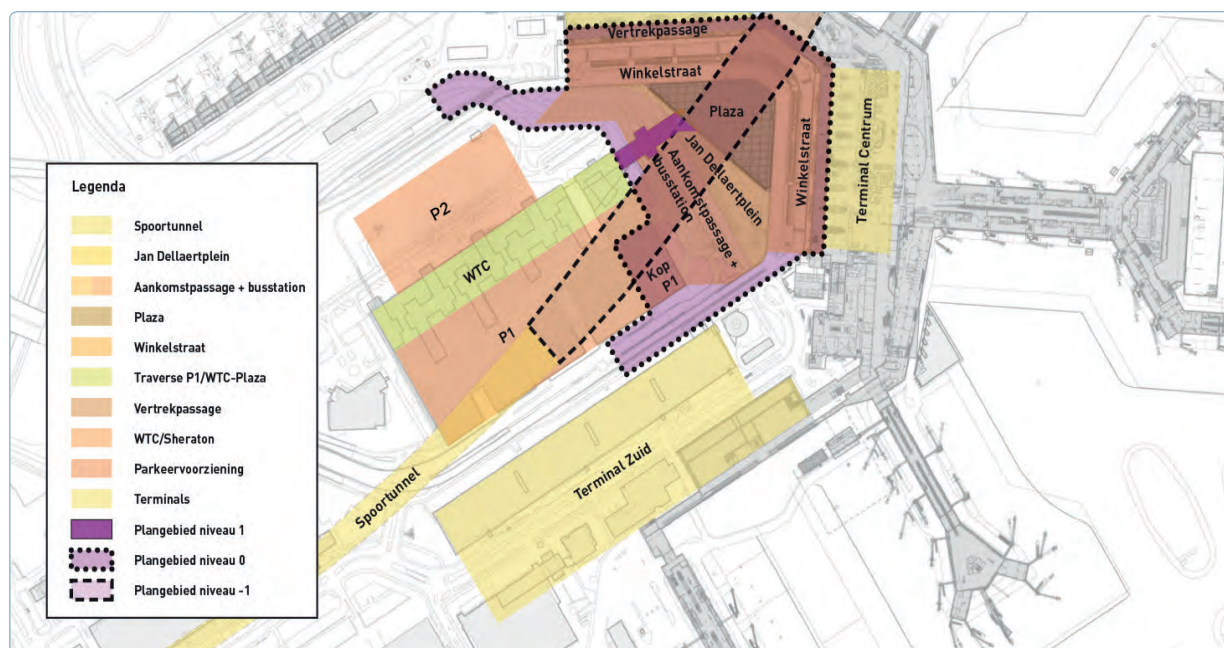 Legenda
Spoortunnel
Jan Dellaertplein
Aankomstpassage + busstation
Plaza
Winkelstraat
Traverse P1/WTC-Plaza
Vertrekpassage
WTC/Sheraton
Parkeervoorziening
Terminals
Plangebied niveau 1
Plangebied niveau 0
Plangebied niveau -1
Vertrekpassage
Winkelstraat
Plaza
Winkelstraat
Terminal Centrum
Jan Dellaertplein
Aankomstpassage +
busstation
P2
WTC
P1
Kop
P1
Terminal Zuid
Spoortunnel